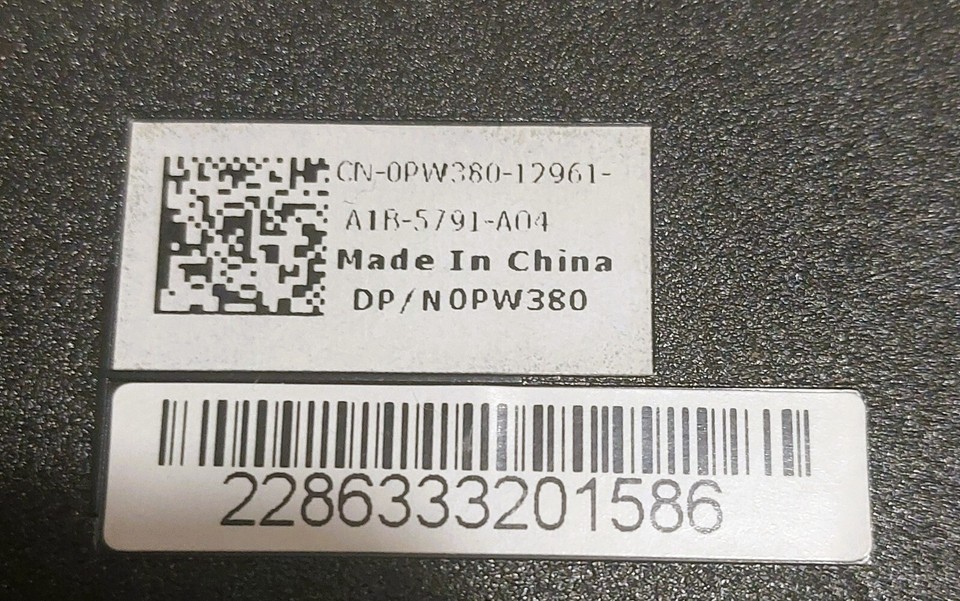 CN-0PW380-12961-
A1B-5791-A04
Made In China
DP/N0PW380
2286333201586